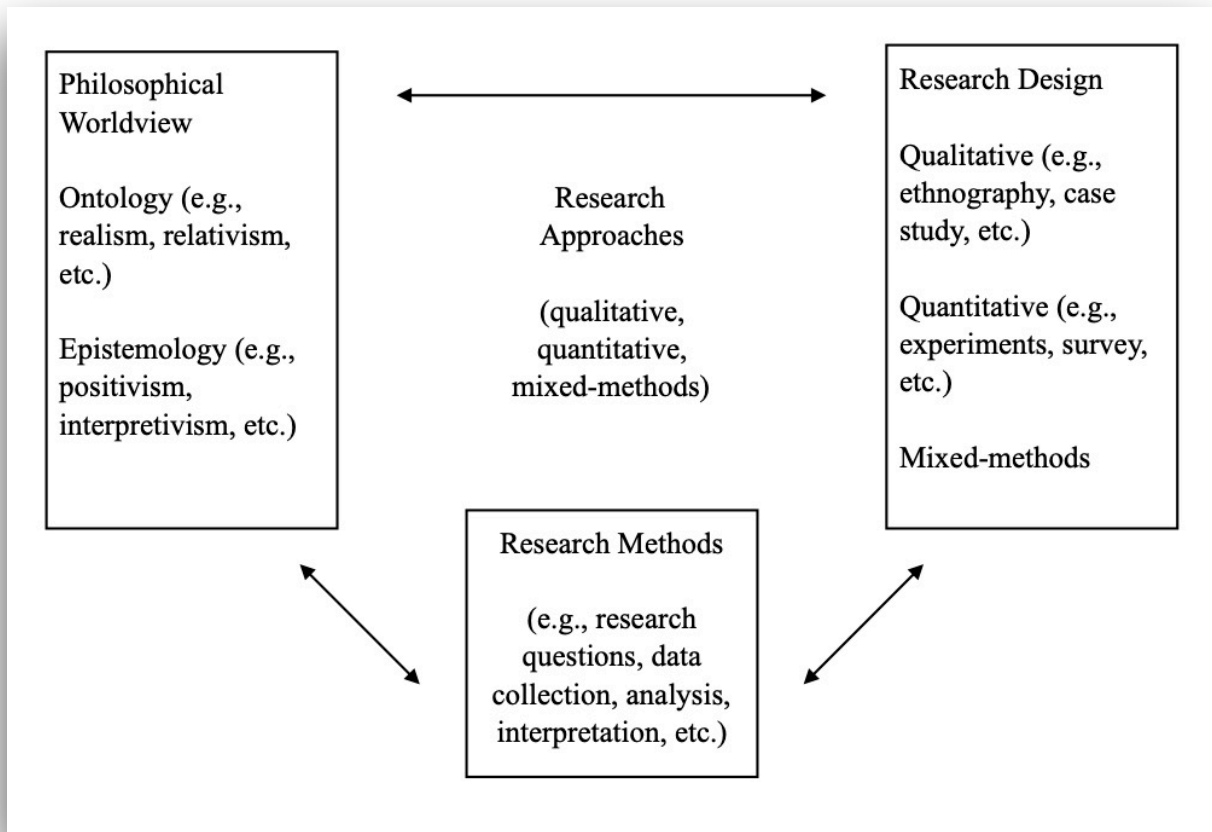 Philosophical
Worldview
Ontology (e.g.,
realism, relativism,
etc.)
Epistemology (e.g.,
positivism,
interpretivism, etc.)
Research
Approaches
(qualitative,
quantitative,
mixed-methods)
Research Design
Qualitative (e.g.,
ethnography, case
study, etc.)
Quantitative (e.g.,
experiments, survey,
etc.)
Mixed-methods
Research Methods
(e.g., research
questions, data
collection, analysis,
interpretation, etc.)